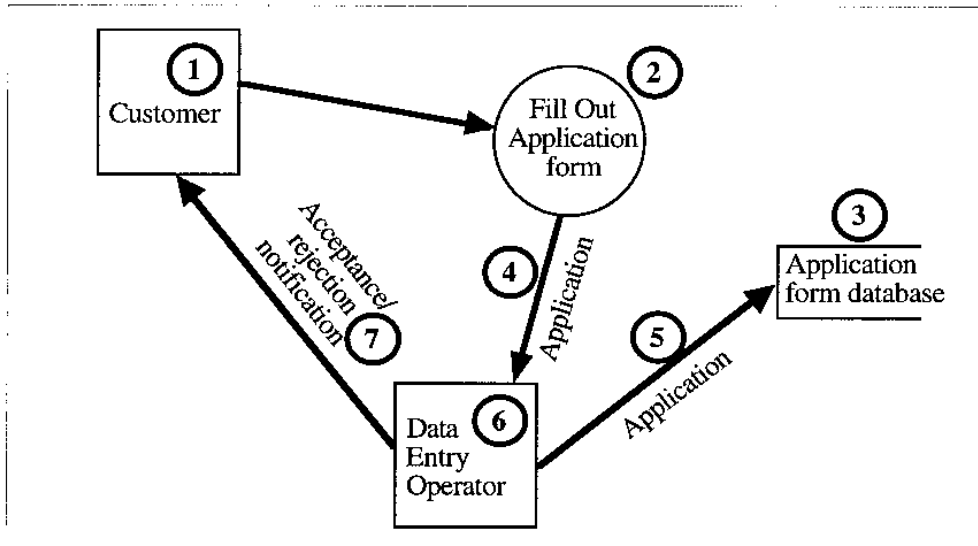 1
Customer
2
Fill Out
Application
form
3
Application
form database
4
Application
5
Application
6
Data
Entry
Operator
Acceptance/
rejection
notification
7